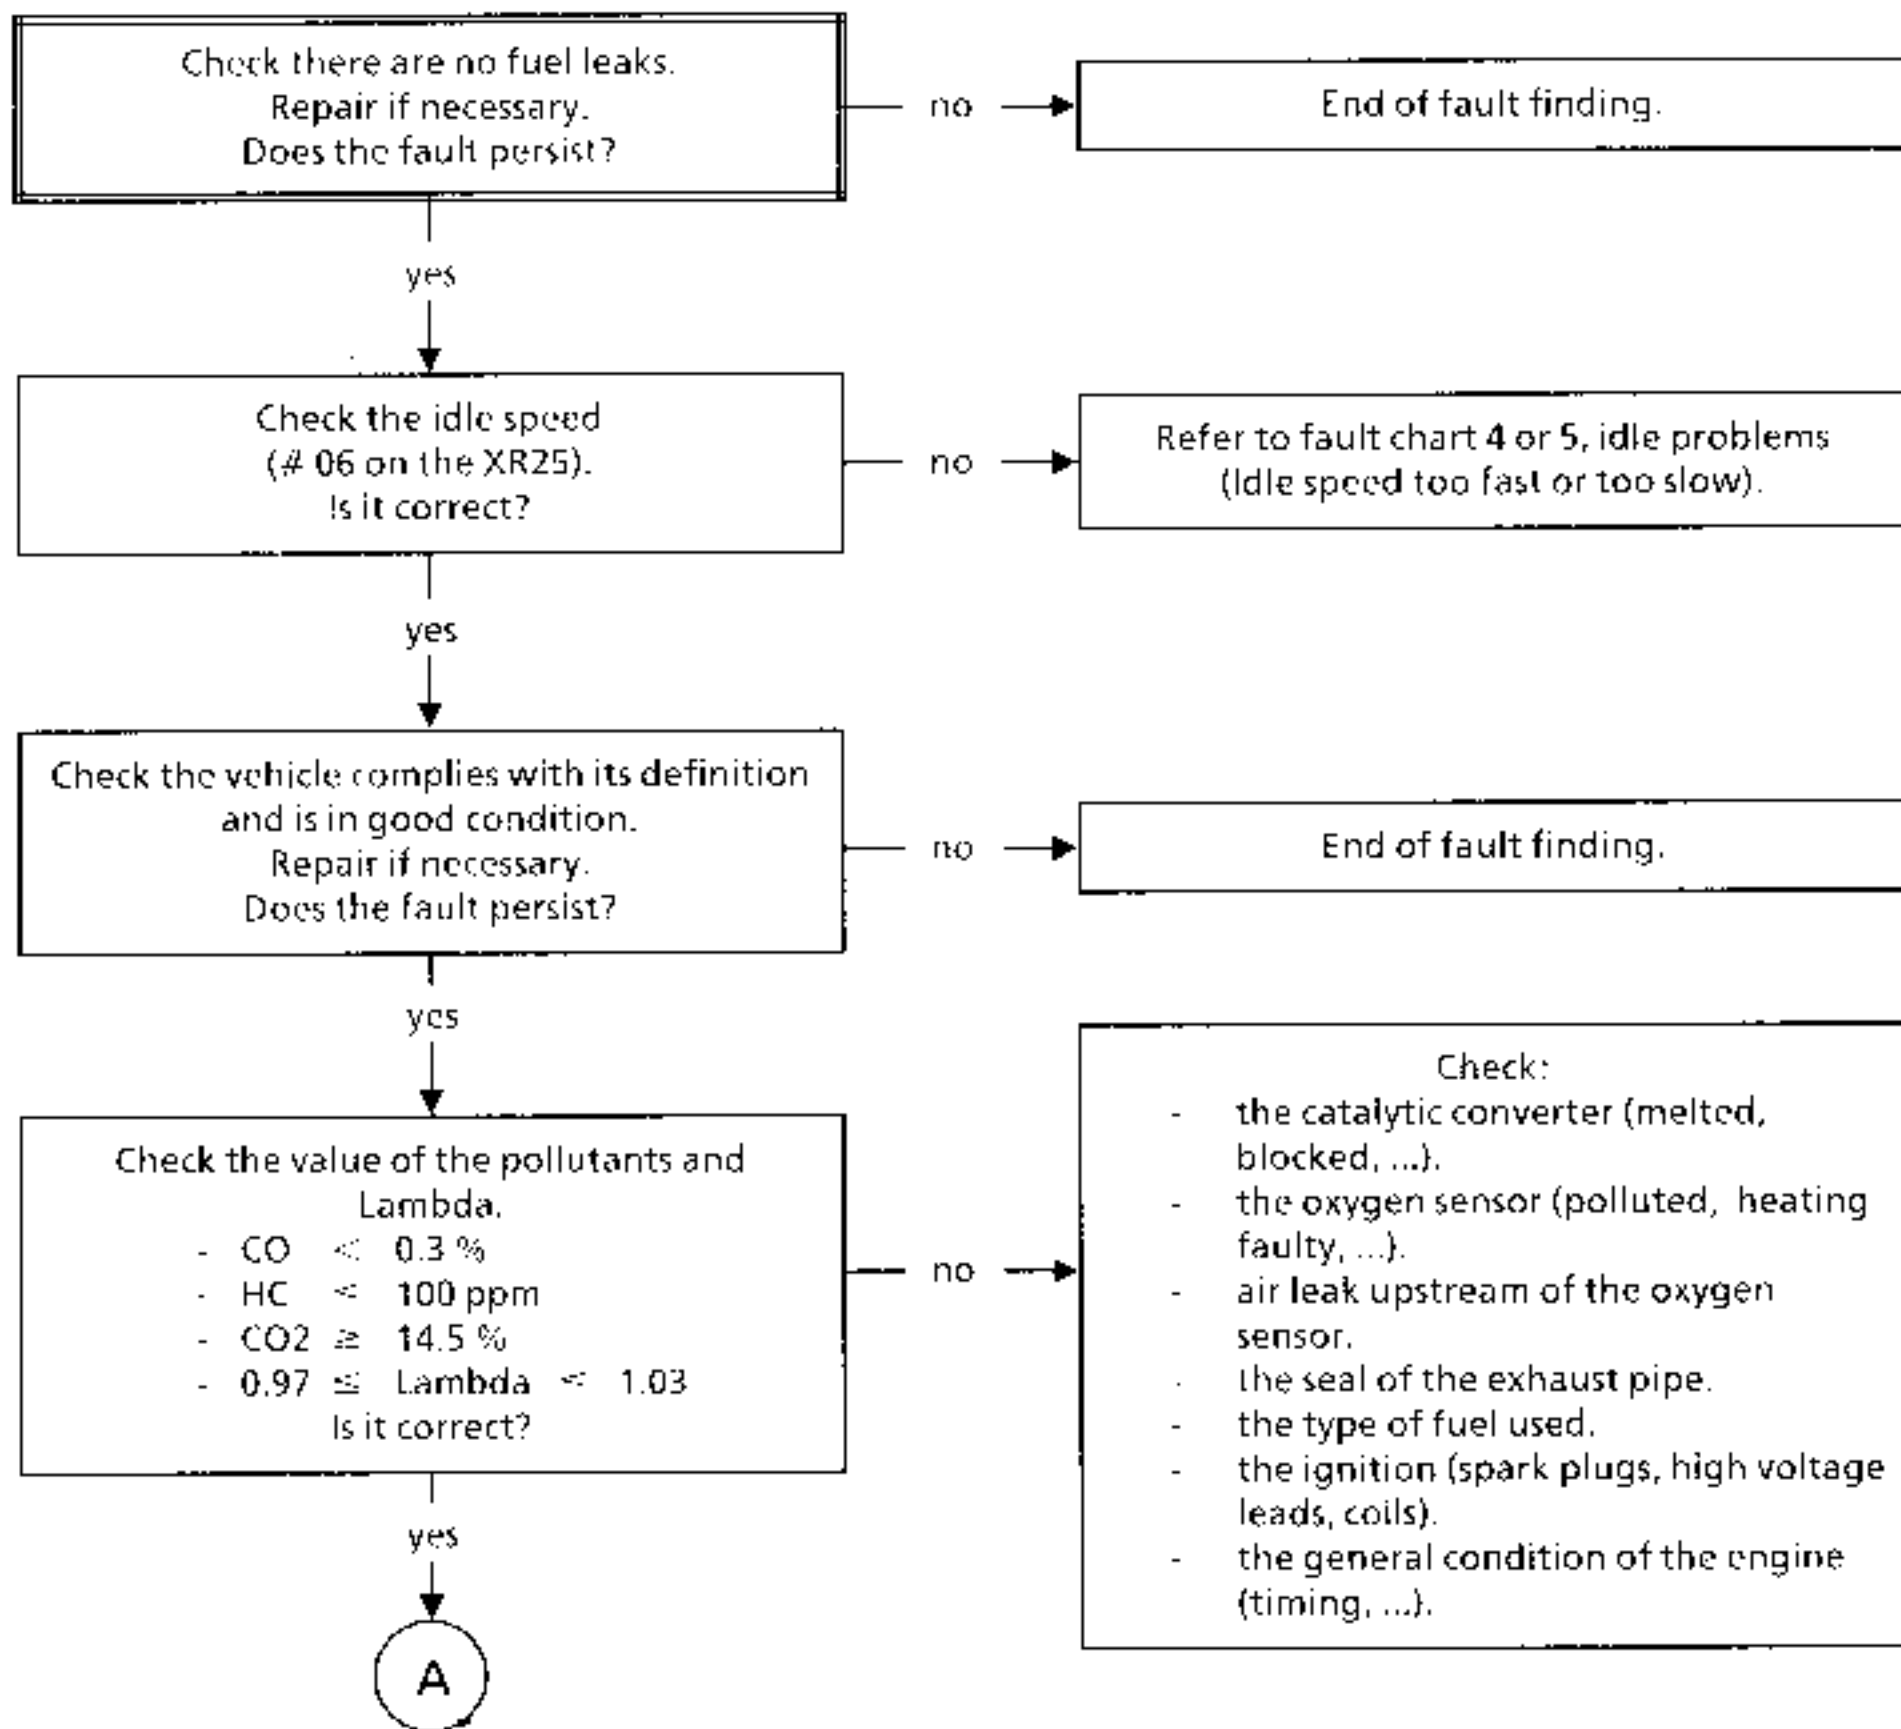 Check there are no fuel leaks.
Repair if necessary.
Does the fault persist?
no
End of fault finding.
yes
Check the idle speed
(# 06 on the XR25).
Is it correct?
no
Refer to fault chart 4 or 5, idle problems
(Idle speed too fast or too slow).
yes
Check the vehicle complies with its definition
and is in good condition.
Repair if necessary.
Does the fault persist?
no
End of fault finding.
yes
Check the value of the pollutants and
Lambda.
- CO < 0.3 %
- HC < 100 ppm
- CO2 ≥ 14.5 %
- 0.97 ≤ Lambda < 1.03
Is it correct?
no
Check:
- the catalytic converter (melted,
blocked, ...).
- the oxygen sensor (polluted, heating
faulty, ...).
- air leak upstream of the oxygen
sensor.
- the seal of the exhaust pipe.
- the type of fuel used.
- the ignition (spark plugs, high voltage
leads, coils).
- the general condition of the engine
(timing, ...).
yes
A